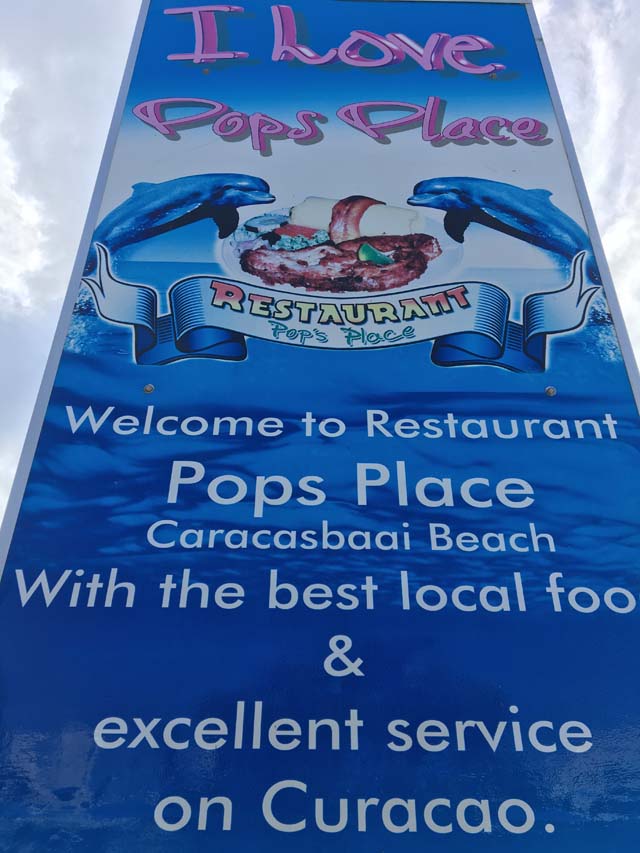 I Love
Pops Place
RESTAURANT
Pop's Place
Welcome to Restaurant
Pops Place
Caracasbaai Beach
With the best local foo
&
excellent service
on Curacao.